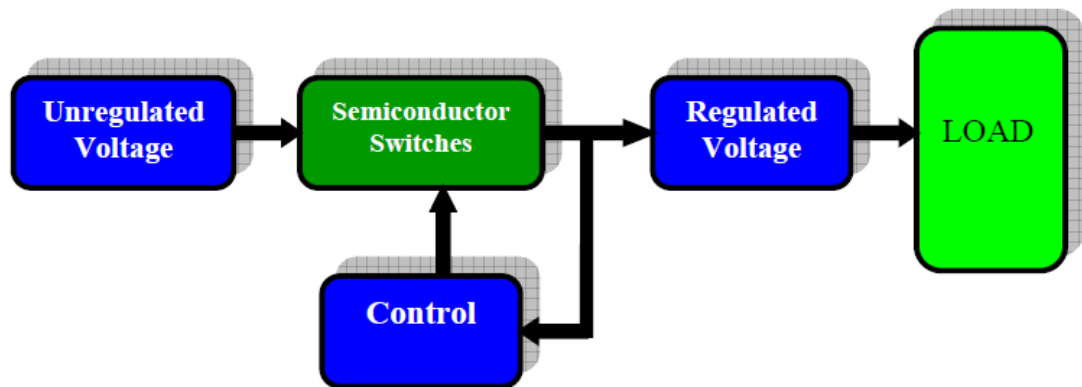 Unregulated
Voltage
Semiconductor
Switches
Regulated
Voltage
LOAD
Control